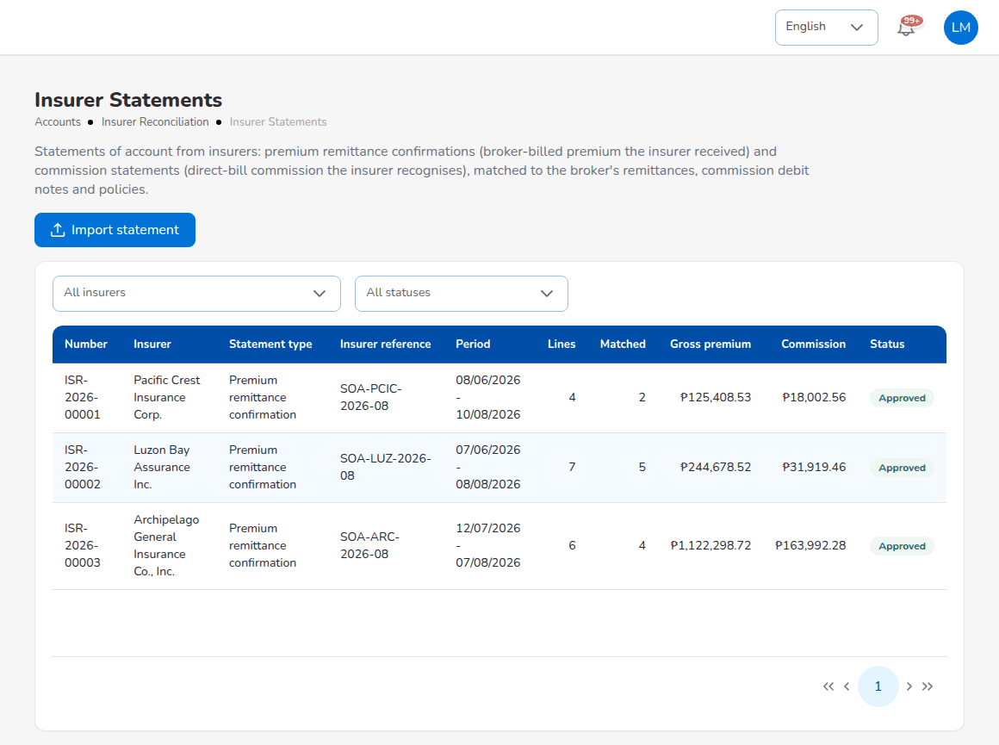 English
99+
LM
Insurer Statements
Accounts • Insurer Reconciliation • Insurer Statements
Statements of account from insurers: premium remittance confirmations (broker-billed premium the insurer received) and
commission statements (direct-bill commission the insurer recognises), matched to the broker's remittances, commission debit
notes and policies.
Import statement
All insurers
All statuses
Number Insurer Statement type Insurer reference Period Lines Matched Gross premium Commission Status
ISR-
2026-
00001
Pacific Crest
Insurance
Corp.
Premium
remittance
confirmation
SOA-PCIC-
2026-08
08/06/2026
-
10/08/2026
4
2
₱125,408.53
₱18,002.56
Approved
ISR-
2026-
00002
Luzon Bay
Assurance
Inc.
Premium
remittance
confirmation
SOA-LUZ-2026-
08
07/06/2026
-
08/08/2026
7
5
₱244,678.52
₱31,919.46
Approved
ISR-
2026-
00003
Archipelago
General
Insurance
Co., Inc.
Premium
remittance
confirmation
SOA-ARC-
2026-08
12/07/2026
-
07/08/2026
6
4
₱1,122,298.72
₱163,992.28
Approved
1